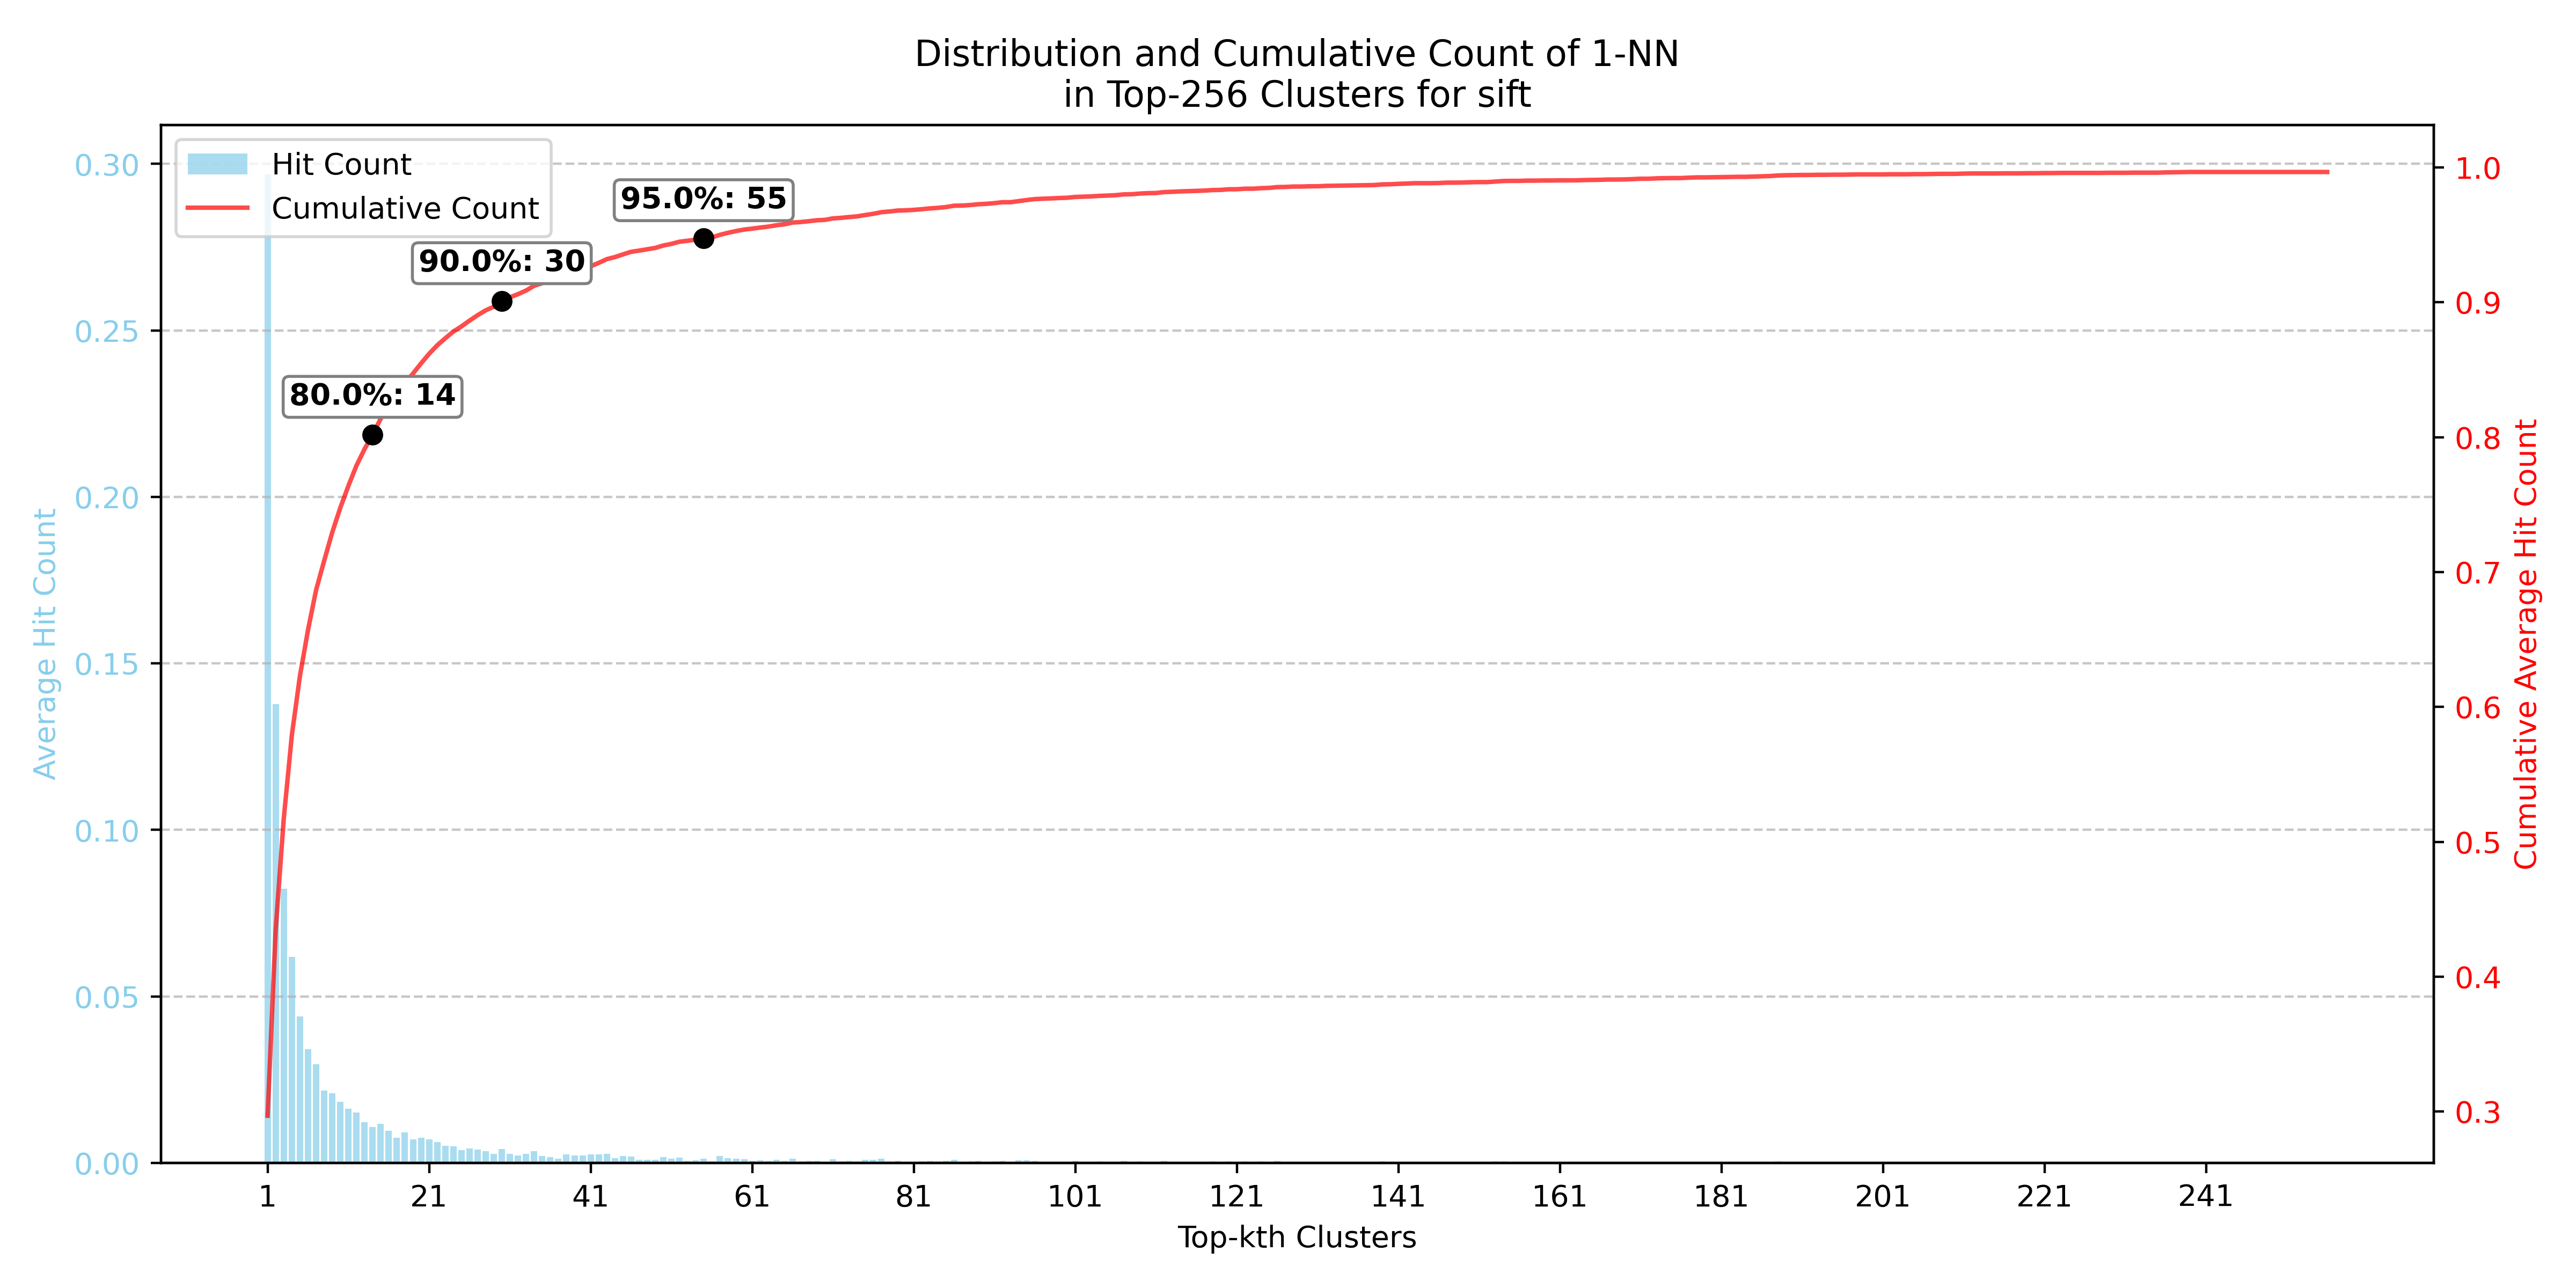 Distribution and Cumulative Count of 1-NN
in Top-256 Clusters for sift
Hit Count
Cumulative Count
95.0%: 55
90.0%: 30
80.0%: 14
Average Hit Count
0.30
0.25
0.20
0.15
0.10
0.05
0.00
Cumulative Average Hit Count
1.0
0.9
0.8
0.7
0.6
0.5
0.4
0.3
1 21 41 61 81 101 121 141 161 181 201 221 241
Top-kth Clusters